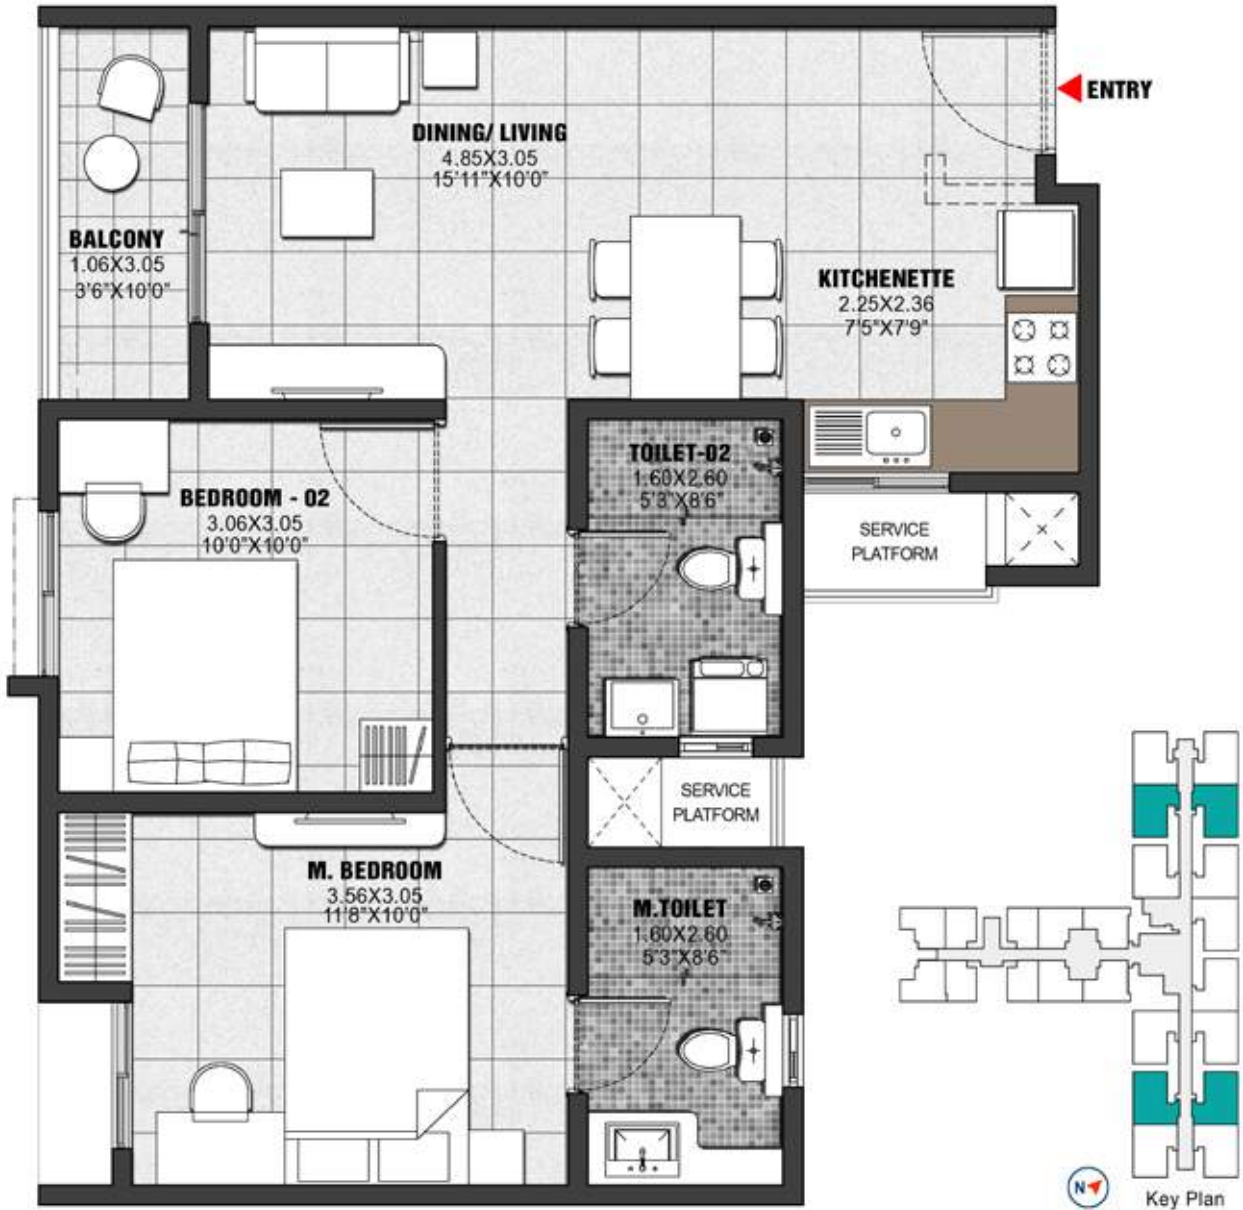 ENTRY
DINING/ LIVING
4.85X3.05
15'11"X10'0"
BALCONY
1.06X3.05
3'6"X10'0"
KITCHENETTE
2.25X2.36
7'5"X7'9"
TOILET-02
1.60X2.60
5'3"X8'6"
BEDROOM - 02
3.06X3.05
10'0"X10'0"
SERVICE
PLATFORM
SERVICE
PLATFORM
M. BEDROOM
3.56X3.05
11'8"X10'0"
M.TOILET
1.60X2.60
5'3"X8'6"
N
Key Plan